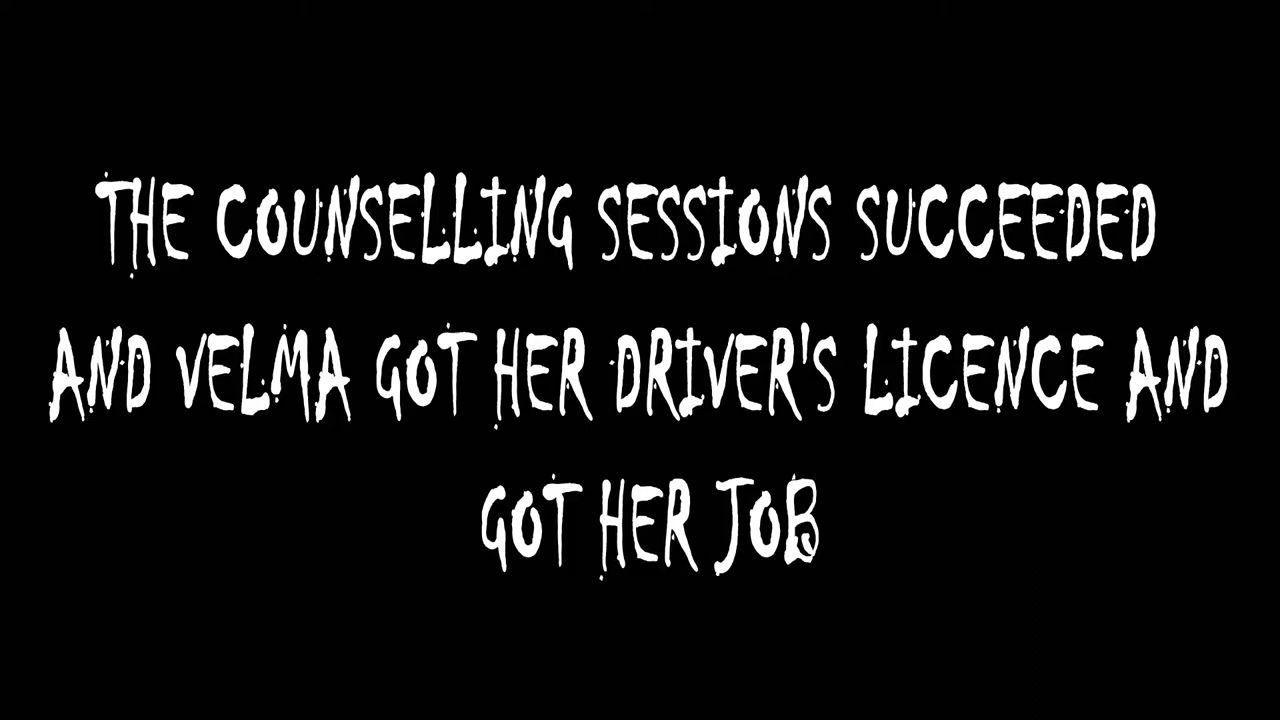 THE COUNSELLING SESSIONS SUCCEEDED
AND VELMA GOT HER DRIVER'S LICENCE AND
GOT HER JOB